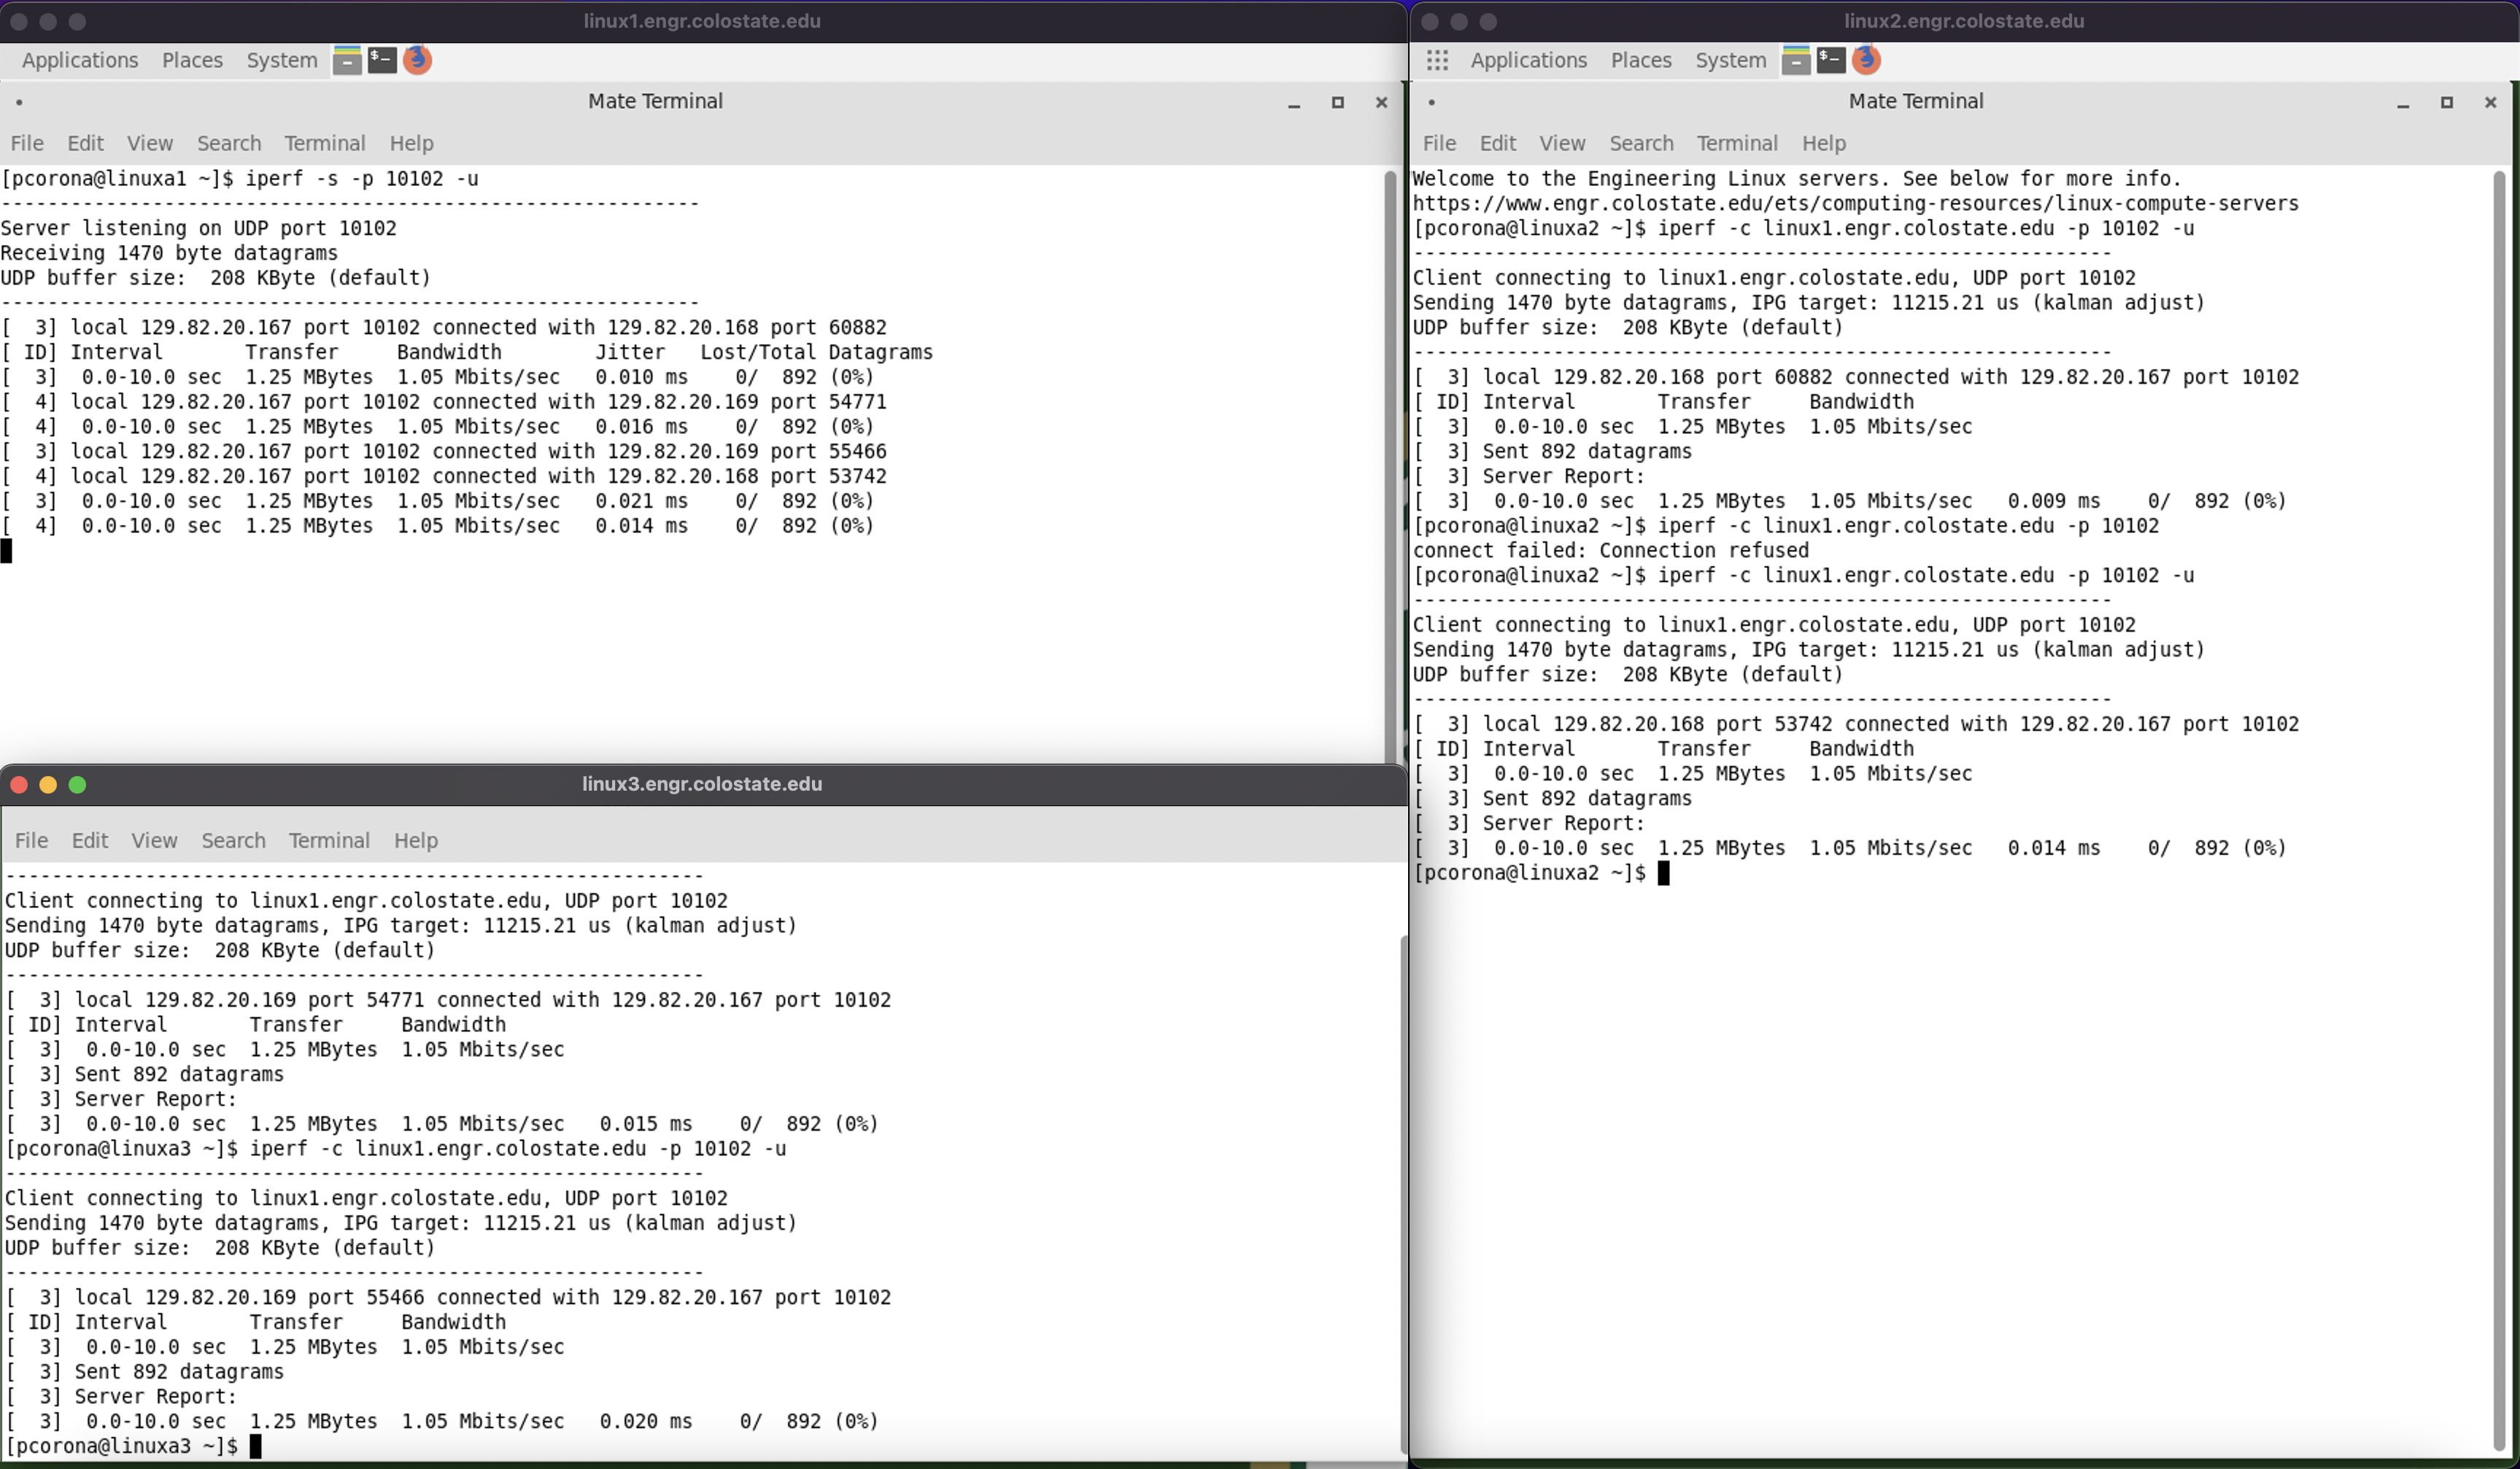 linux1.engr.colostate.edu
Applications Places System
Mate Terminal
File Edit View Search Terminal Help
[pcorona@linuxa1 ~]$ iperf -s -p 10102 -u
------------------------------------------------------------
Server listening on UDP port 10102
Receiving 1470 byte datagrams
UDP buffer size:  208 KByte (default)
------------------------------------------------------------
[  3] local 129.82.20.167 port 10102 connected with 129.82.20.168 port 60882
[ ID] Interval       Transfer     Bandwidth        Jitter   Lost/Total Datagrams
[  3]  0.0-10.0 sec  1.25 MBytes  1.05 Mbits/sec   0.010 ms    0/  892 (0%)
[  4] local 129.82.20.167 port 10102 connected with 129.82.20.169 port 54771
[  4]  0.0-10.0 sec  1.25 MBytes  1.05 Mbits/sec   0.016 ms    0/  892 (0%)
[  3] local 129.82.20.167 port 10102 connected with 129.82.20.169 port 55466
[  4] local 129.82.20.167 port 10102 connected with 129.82.20.168 port 53742
[  3]  0.0-10.0 sec  1.25 MBytes  1.05 Mbits/sec   0.021 ms    0/  892 (0%)
[  4]  0.0-10.0 sec  1.25 MBytes  1.05 Mbits/sec   0.014 ms    0/  892 (0%)
linux2.engr.colostate.edu
Applications Places System
Mate Terminal
File Edit View Search Terminal Help
Welcome to the Engineering Linux servers. See below for more info.
https://www.engr.colostate.edu/ets/computing-resources/linux-compute-servers
[pcorona@linuxa2 ~]$ iperf -c linux1.engr.colostate.edu -p 10102 -u
------------------------------------------------------------
Client connecting to linux1.engr.colostate.edu, UDP port 10102
Sending 1470 byte datagrams, IPG target: 11215.21 us (kalman adjust)
UDP buffer size:  208 KByte (default)
------------------------------------------------------------
[  3] local 129.82.20.168 port 60882 connected with 129.82.20.167 port 10102
[ ID] Interval       Transfer     Bandwidth
[  3]  0.0-10.0 sec  1.25 MBytes  1.05 Mbits/sec
[  3] Sent 892 datagrams
[  3] Server Report:
[  3]  0.0-10.0 sec  1.25 MBytes  1.05 Mbits/sec   0.009 ms    0/  892 (0%)
[pcorona@linuxa2 ~]$ iperf -c linux1.engr.colostate.edu -p 10102
connect failed: Connection refused
[pcorona@linuxa2 ~]$ iperf -c linux1.engr.colostate.edu -p 10102 -u
------------------------------------------------------------
Client connecting to linux1.engr.colostate.edu, UDP port 10102
Sending 1470 byte datagrams, IPG target: 11215.21 us (kalman adjust)
UDP buffer size:  208 KByte (default)
------------------------------------------------------------
[  3] local 129.82.20.168 port 53742 connected with 129.82.20.167 port 10102
[ ID] Interval       Transfer     Bandwidth
[  3]  0.0-10.0 sec  1.25 MBytes  1.05 Mbits/sec
[  3] Sent 892 datagrams
[  3] Server Report:
[  3]  0.0-10.0 sec  1.25 MBytes  1.05 Mbits/sec   0.014 ms    0/  892 (0%)
[pcorona@linuxa2 ~]$
linux3.engr.colostate.edu
File Edit View Search Terminal Help
------------------------------------------------------------
Client connecting to linux1.engr.colostate.edu, UDP port 10102
Sending 1470 byte datagrams, IPG target: 11215.21 us (kalman adjust)
UDP buffer size:  208 KByte (default)
------------------------------------------------------------
[  3] local 129.82.20.169 port 54771 connected with 129.82.20.167 port 10102
[ ID] Interval       Transfer     Bandwidth
[  3]  0.0-10.0 sec  1.25 MBytes  1.05 Mbits/sec
[  3] Sent 892 datagrams
[  3] Server Report:
[  3]  0.0-10.0 sec  1.25 MBytes  1.05 Mbits/sec   0.015 ms    0/  892 (0%)
[pcorona@linuxa3 ~]$ iperf -c linux1.engr.colostate.edu -p 10102 -u
------------------------------------------------------------
Client connecting to linux1.engr.colostate.edu, UDP port 10102
Sending 1470 byte datagrams, IPG target: 11215.21 us (kalman adjust)
UDP buffer size:  208 KByte (default)
------------------------------------------------------------
[  3] local 129.82.20.169 port 55466 connected with 129.82.20.167 port 10102
[ ID] Interval       Transfer     Bandwidth
[  3]  0.0-10.0 sec  1.25 MBytes  1.05 Mbits/sec
[  3] Sent 892 datagrams
[  3] Server Report:
[  3]  0.0-10.0 sec  1.25 MBytes  1.05 Mbits/sec   0.020 ms    0/  892 (0%)
[pcorona@linuxa3 ~]$